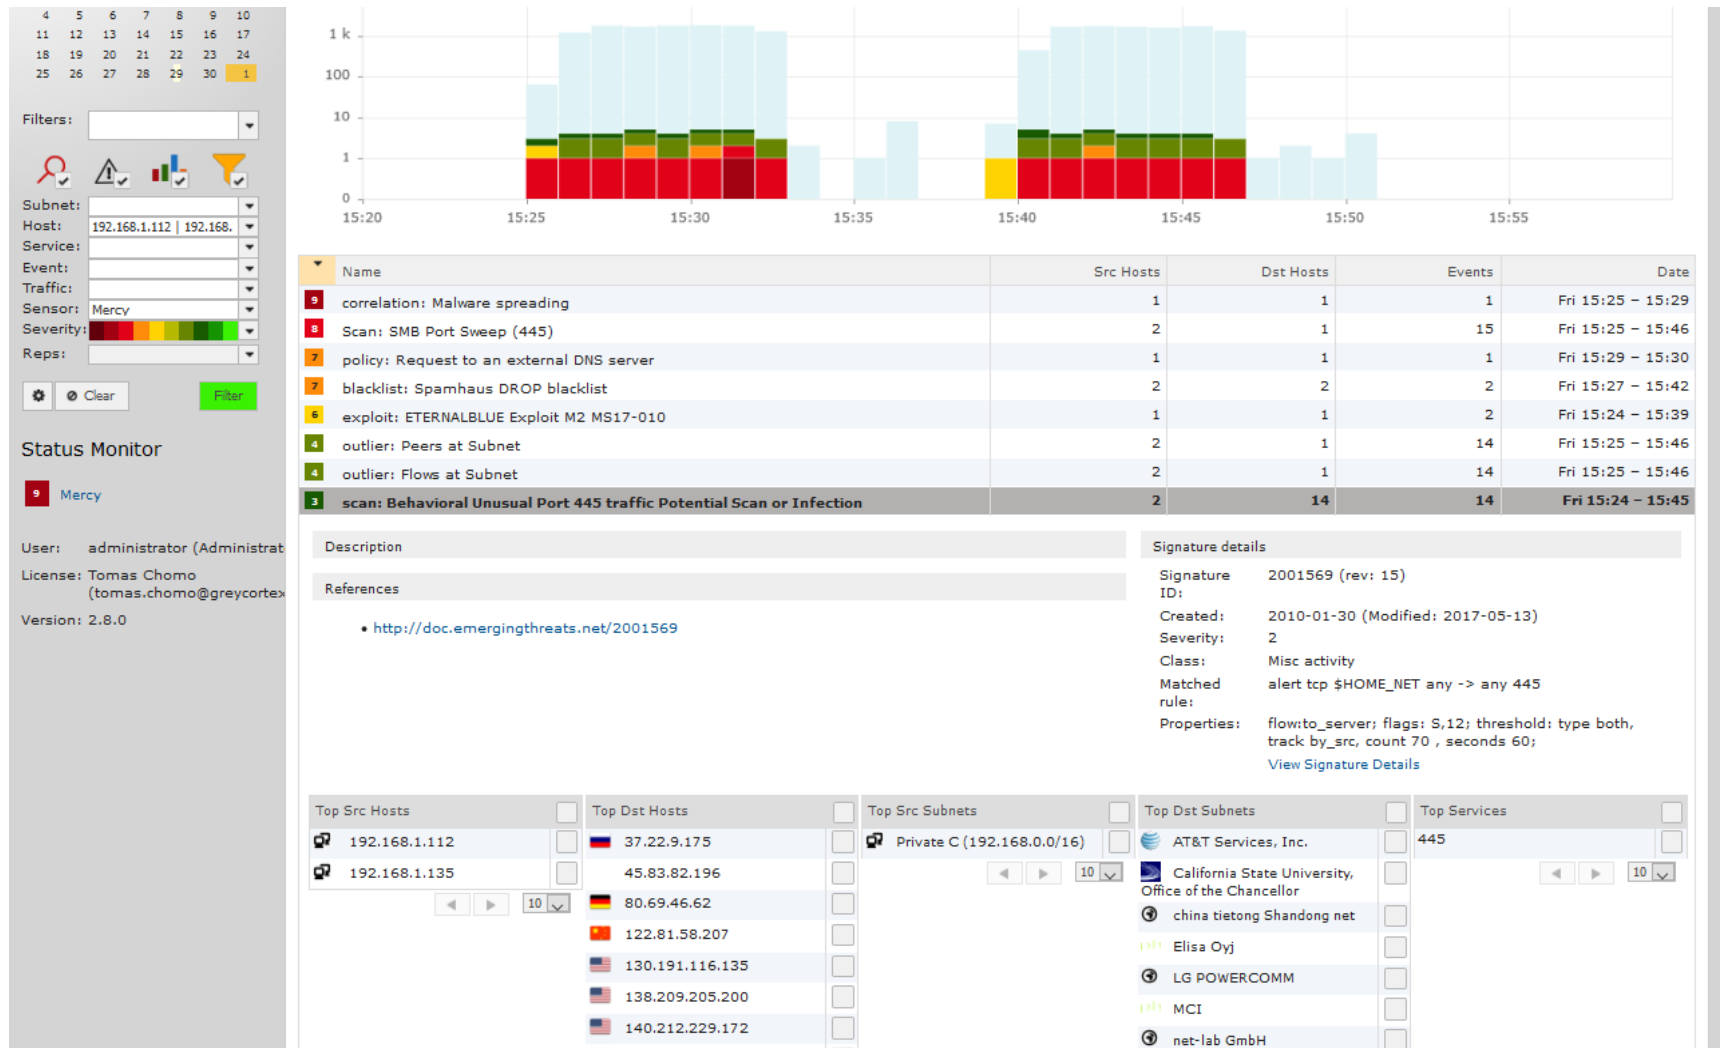 4 5 6 7 8 9 10
11 12 13 14 15 16 17
18 19 20 21 22 23 24
25 26 27 28 29 30 1
Filters:
Subnet:
Host: 192.168.1.112 | 192.168.
Service:
Event:
Traffic:
Sensor: Mercy
Severity:
Reps:
Clear Filter
Status Monitor
9 Mercy
User: administrator (Administrat
License: Tomas Chomo
(tomas.chomo@greycortex
Version: 2.8.0
1 k
100
10
1
0
15:20 15:25 15:30 15:35 15:40 15:45 15:50 15:55
Name Src Hosts Dst Hosts Events Date
9 correlation: Malware spreading 1 1 1 Fri 15:25 – 15:29
8 Scan: SMB Port Sweep (445) 2 1 15 Fri 15:25 – 15:46
7 policy: Request to an external DNS server 1 1 1 Fri 15:29 – 15:30
7 blacklist: Spamhaus DROP blacklist 2 2 2 Fri 15:27 – 15:42
6 exploit: ETERNALBLUE Exploit M2 MS17-010 1 1 2 Fri 15:24 – 15:39
4 outlier: Peers at Subnet 2 1 14 Fri 15:25 – 15:46
4 outlier: Flows at Subnet 2 1 14 Fri 15:25 – 15:46
3 scan: Behavioral Unusual Port 445 traffic Potential Scan or Infection 2 14 14 Fri 15:24 – 15:45
Description
References
• http://doc.emergingthreats.net/2001569
Signature details
Signature ID: 2001569 (rev: 15)
Created: 2010-01-30 (Modified: 2017-05-13)
Severity: 2
Class: Misc activity
Matched rule: alert tcp $HOME_NET any -> any 445
Properties: flow:to_server; flags: S,12; threshold: type both,
track by_src, count 70 , seconds 60;
View Signature Details
Top Src Hosts
192.168.1.112
192.168.1.135
10
Top Dst Hosts
37.22.9.175
45.83.82.196
80.69.46.62
122.81.58.207
130.191.116.135
138.209.205.200
140.212.229.172
Top Src Subnets
Private C (192.168.0.0/16)
10
Top Dst Subnets
AT&T Services, Inc.
California State University,
Office of the Chancellor
china tietong Shandong net
Elisa Oyj
LG POWERCOMM
MCI
net-lab GmbH
Top Services
445
10